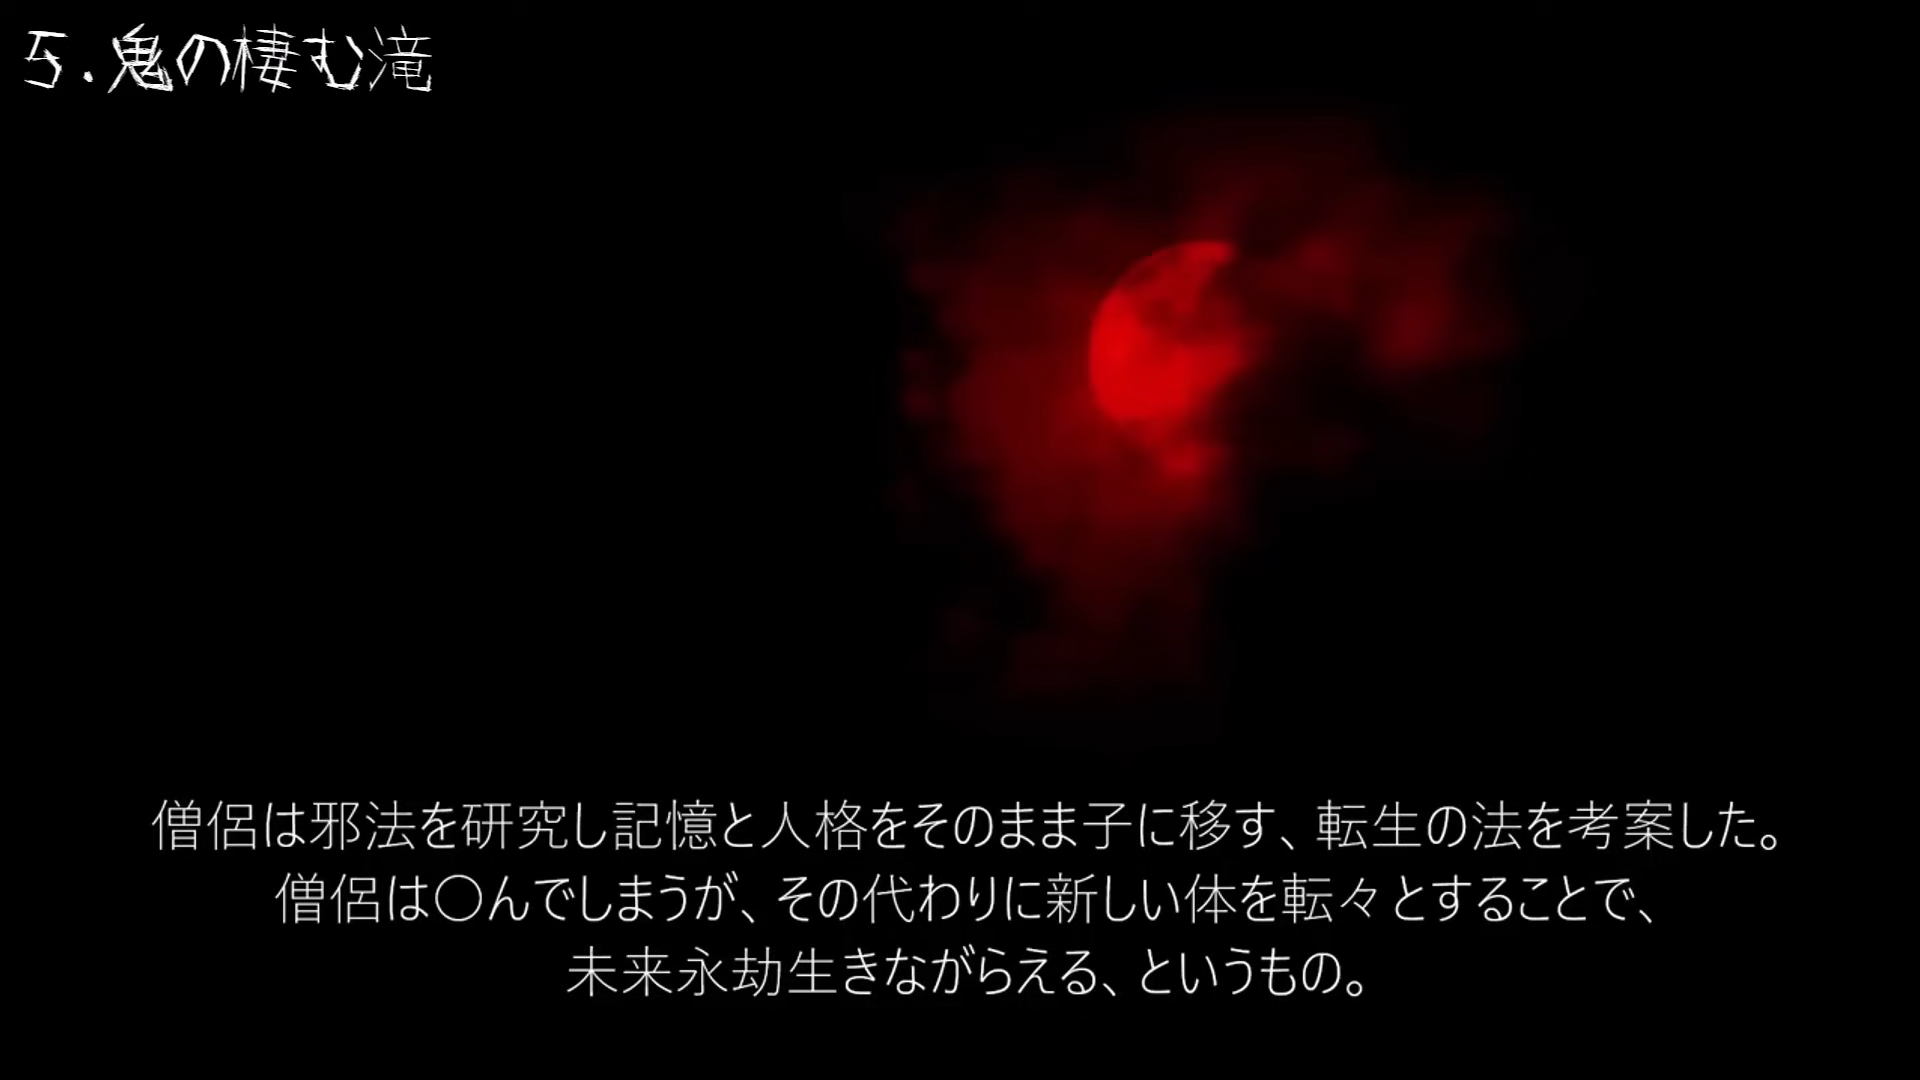 5.鬼の棲む滝
僧侶は邪法を研究し記憶と人格をそのまま子に移す、転生の法を考案した。
僧侶は〇んでしまうが、その代わりに新しい体を転々とすることで、
未来永劫生きながらえる、というもの。